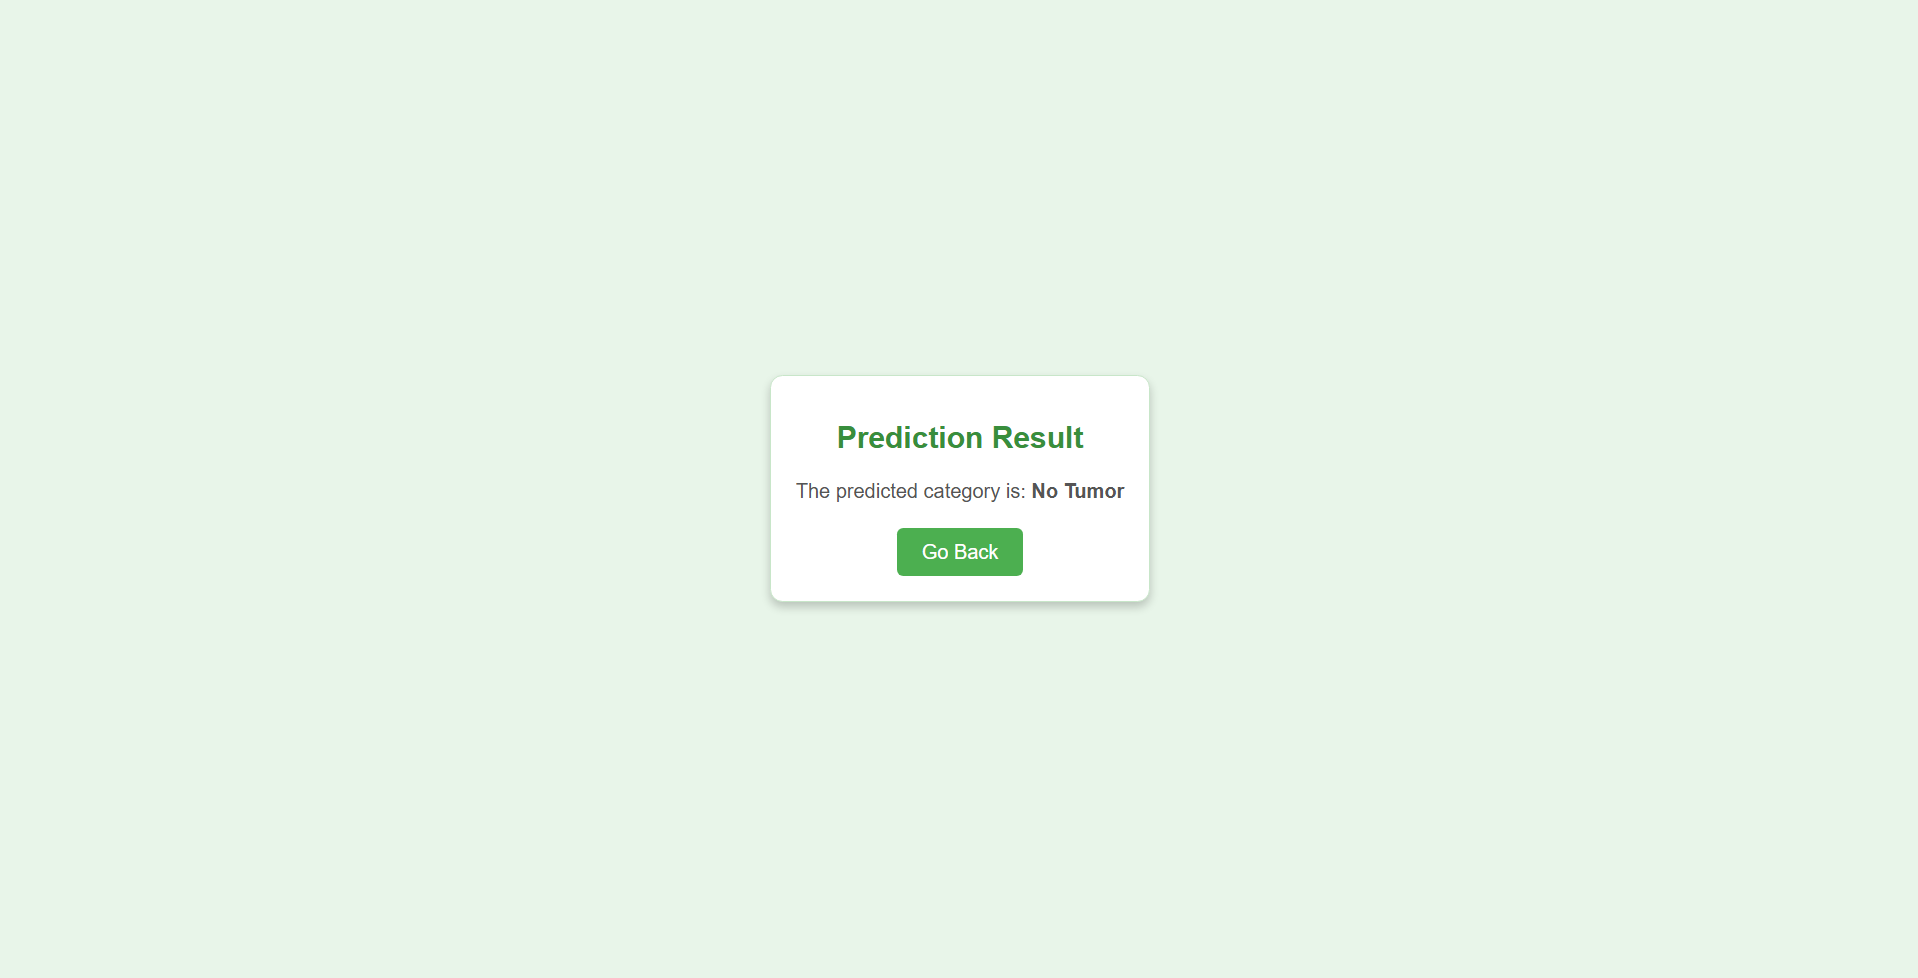 Prediction Result
The predicted category is: No Tumor
Go Back